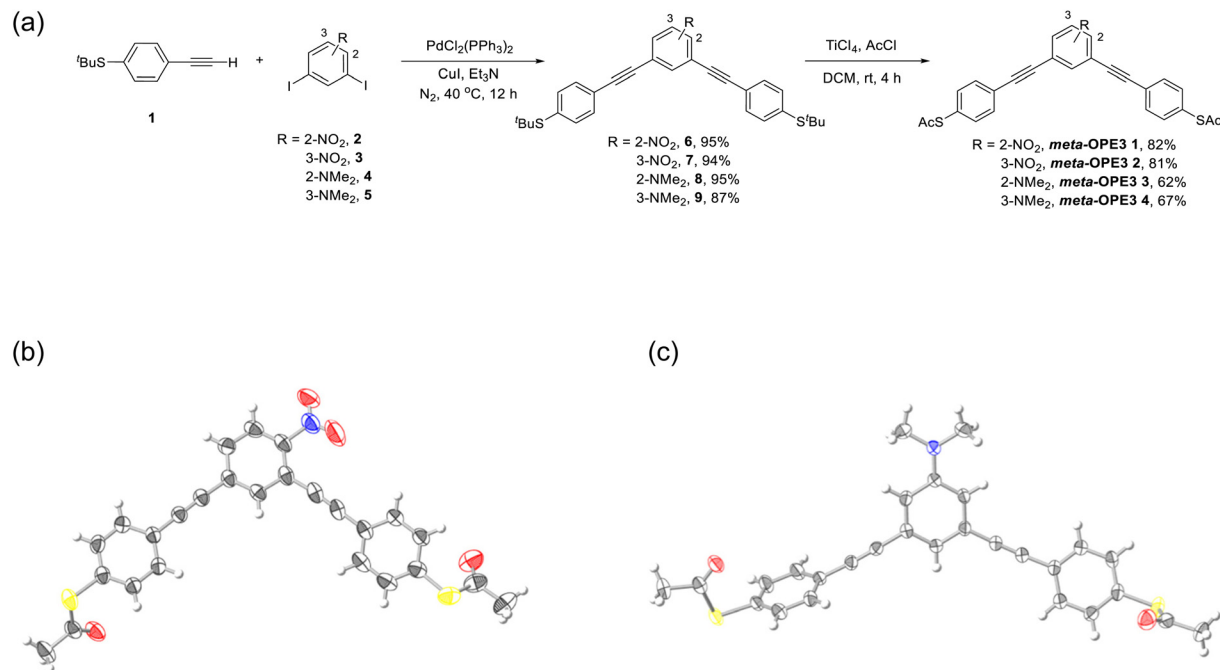 (a)
ᵗBuS
H
1
+
I
I
3
R
2
R = 2-NO₂, 2
3-NO₂, 3
2-NMe₂, 4
3-NMe₂, 5
PdCl₂(PPh₃)₂
CuI, Et₃N
N₂, 40 °C, 12 h
3
R
2
SᵗBu
SᵗBu
R = 2-NO₂, 6, 95%
3-NO₂, 7, 94%
2-NMe₂, 8, 95%
3-NMe₂, 9, 87%
TiCl₄, AcCl
DCM, rt, 4 h
3
R
2
AcS
SAc
R = 2-NO₂, meta-OPE3 1, 82%
3-NO₂, meta-OPE3 2, 81%
2-NMe₂, meta-OPE3 3, 62%
3-NMe₂, meta-OPE3 4, 67%
(b)
(c)